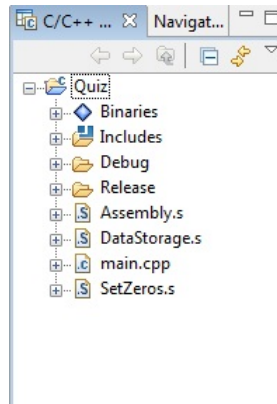 C/C++ ... Navigat...
Quiz
Binaries
Includes
Debug
Release
Assembly.s
DataStorage.s
main.cpp
SetZeros.s